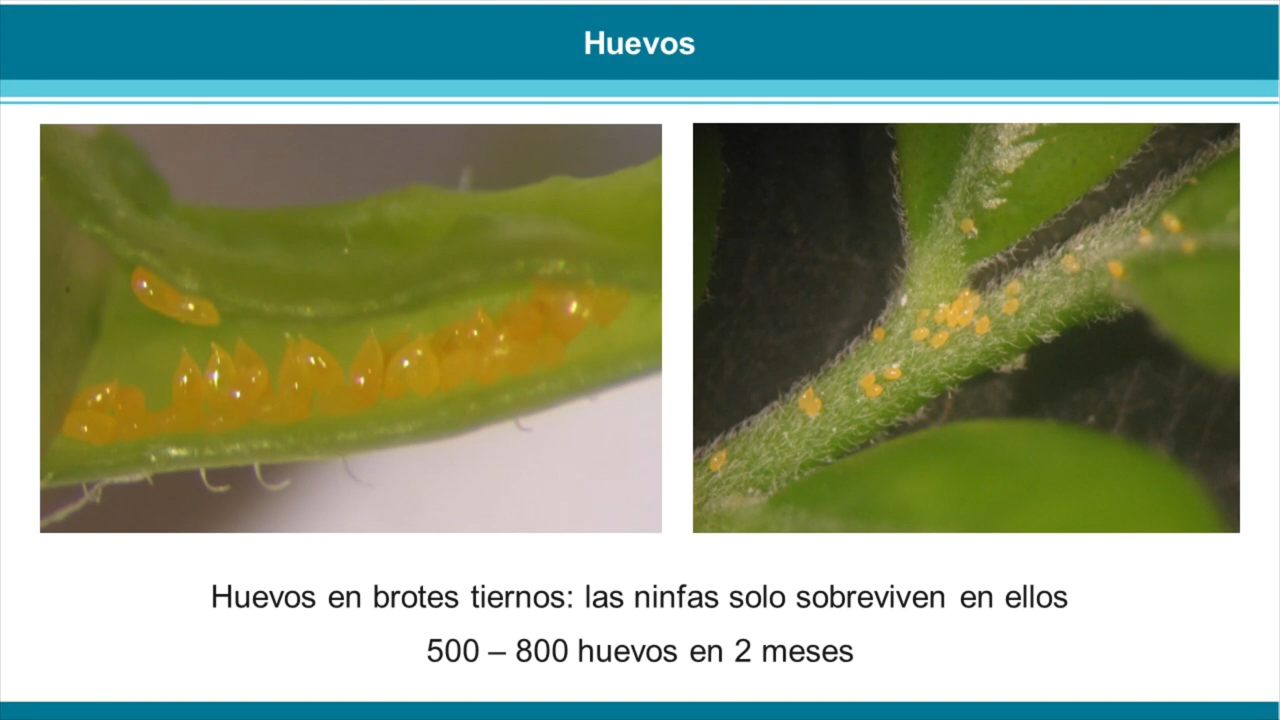 Huevos
Huevos en brotes tiernos: las ninfas solo sobreviven en ellos
500 – 800 huevos en 2 meses